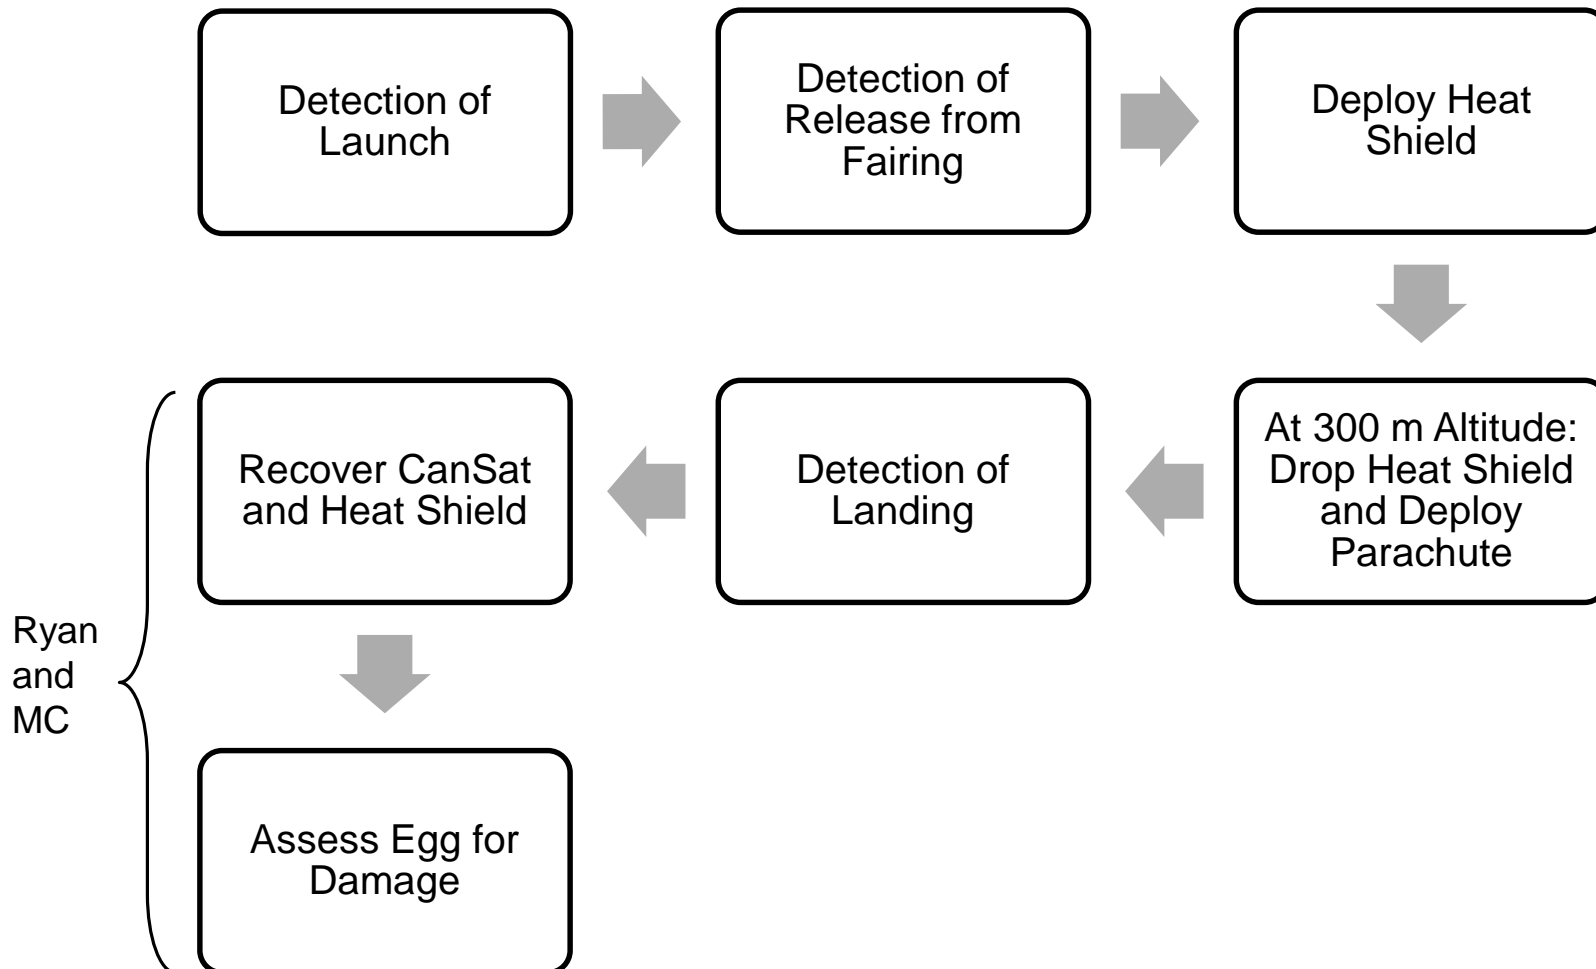 Detection of
Launch
Detection of
Release from
Fairing
Deploy Heat
Shield
At 300 m Altitude:
Drop Heat Shield
and Deploy
Parachute
Detection of
Landing
Recover CanSat
and Heat Shield
Assess Egg for
Damage
Ryan
and
MC